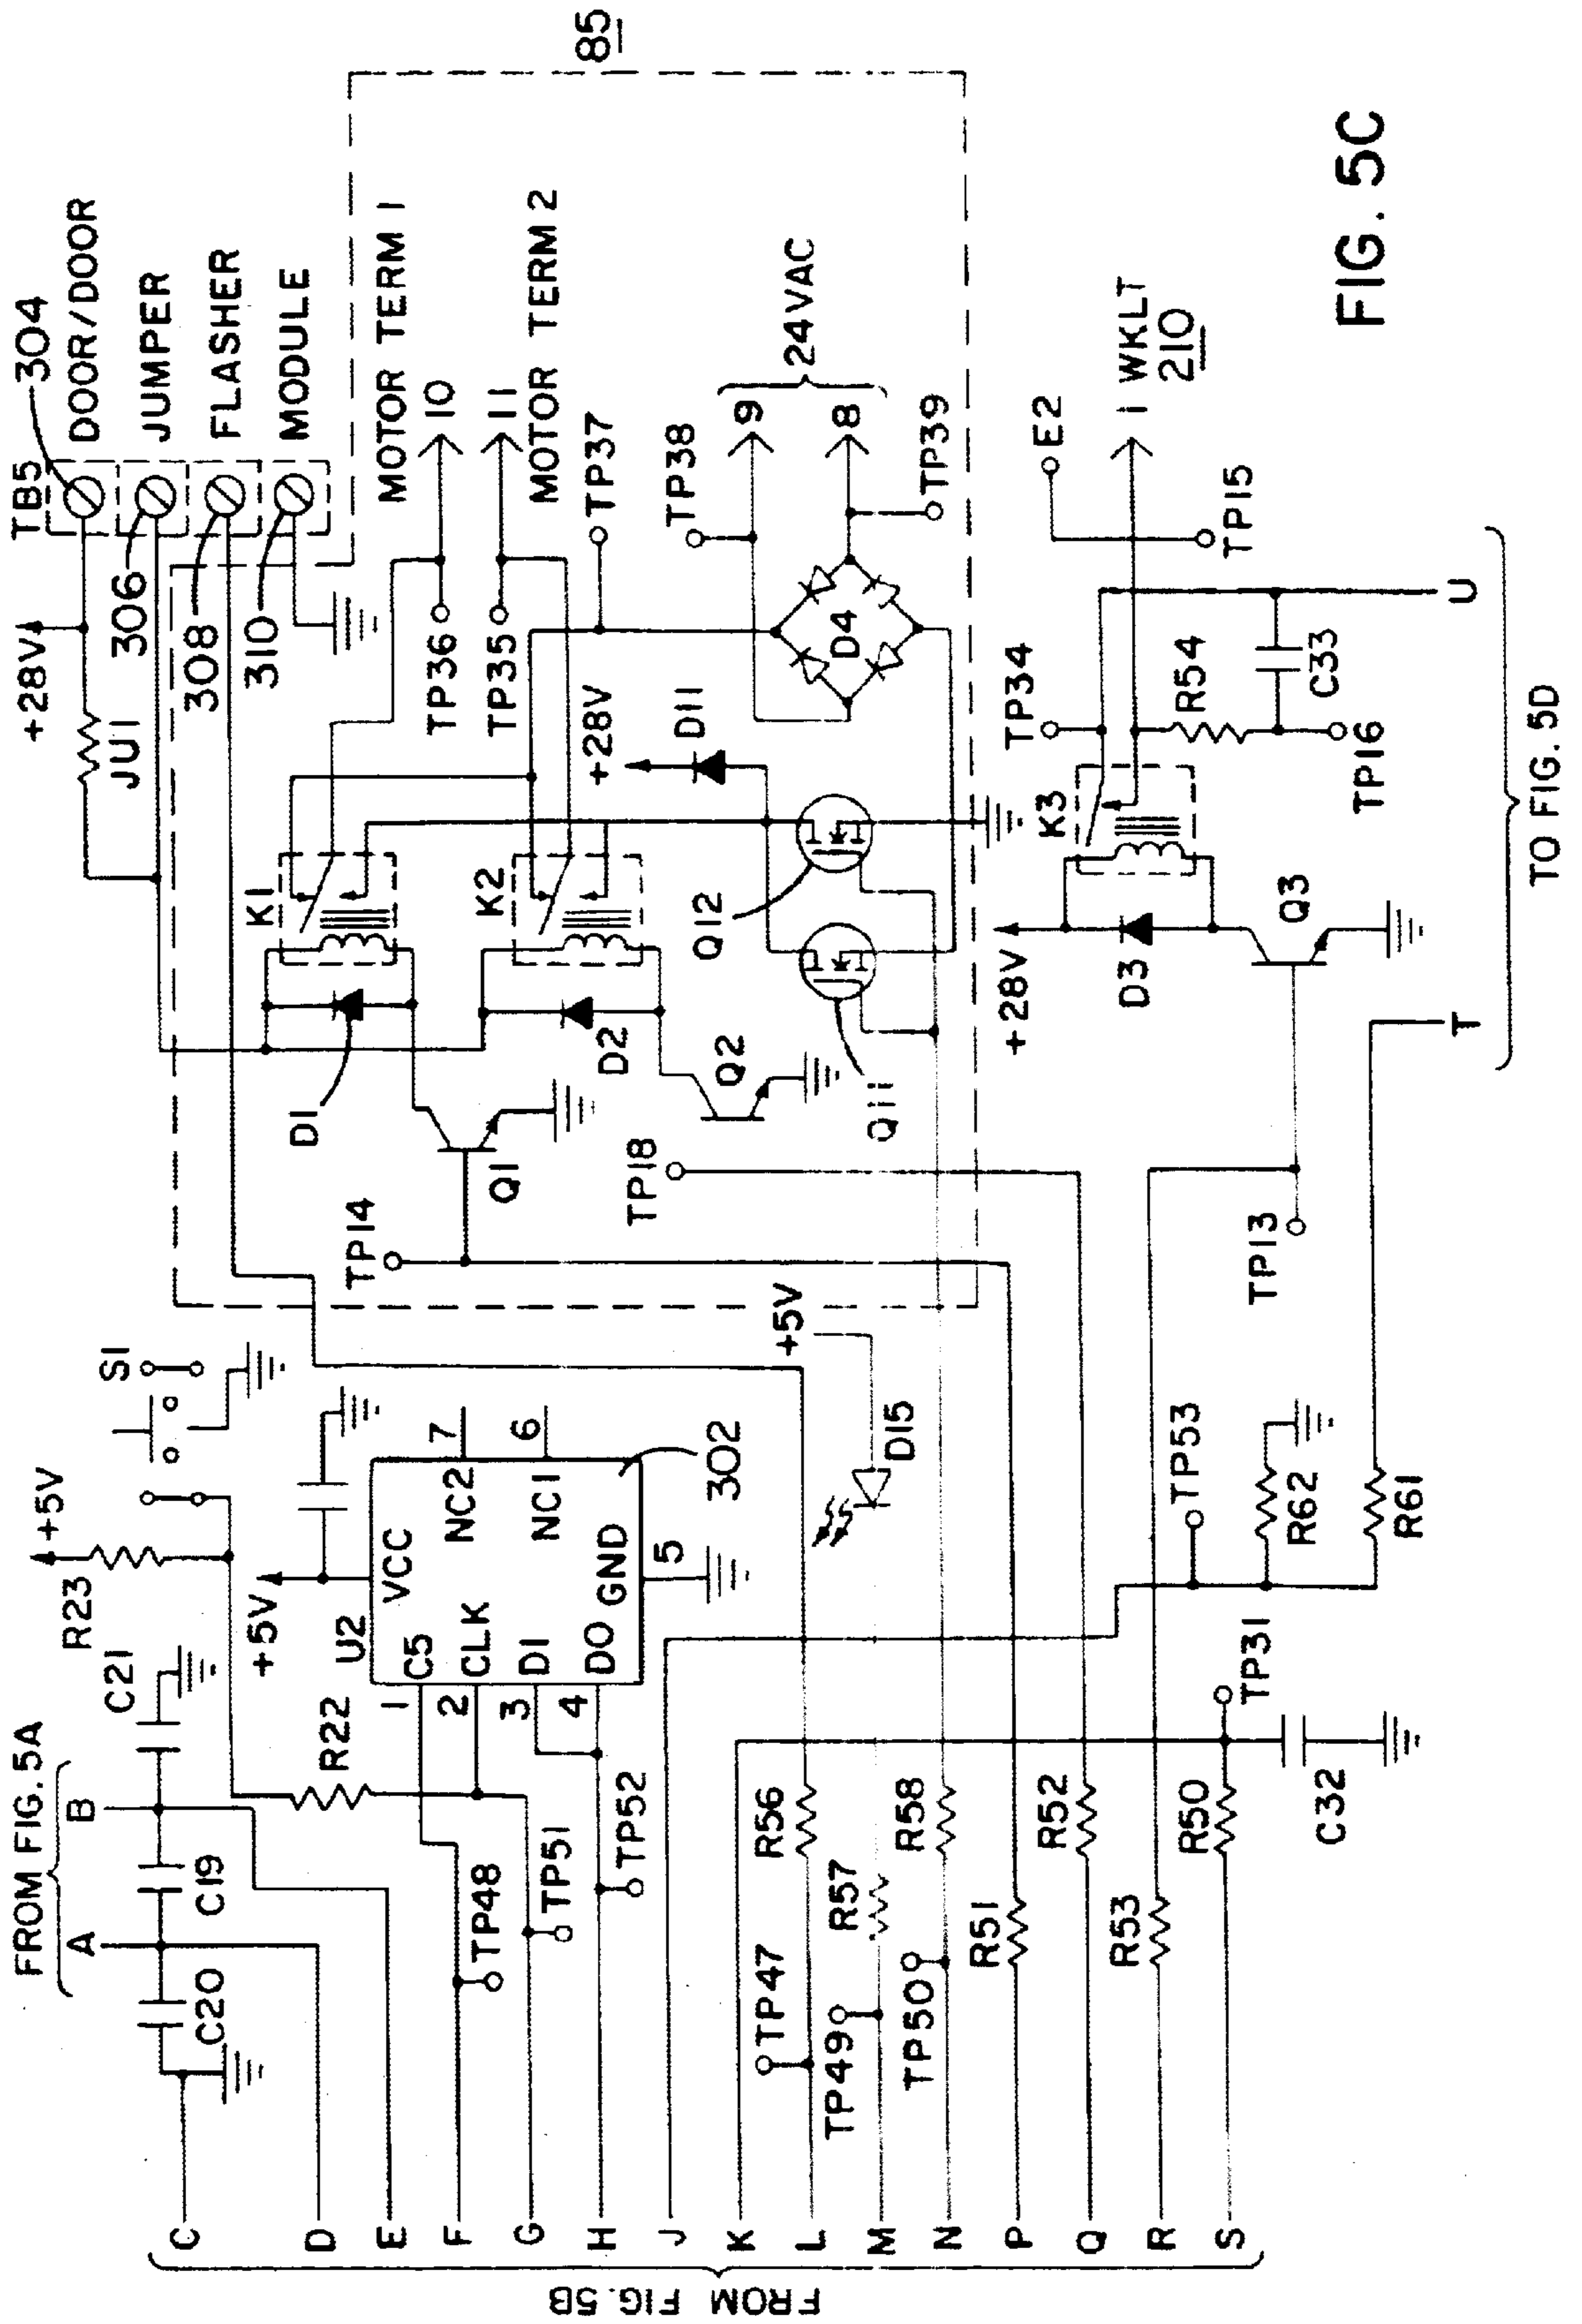 FROM FIG. 5A
A
B
C20
C19
C21
R23
+5V
S1
+28V
TB5
304
DOOR/DOOR
JU1
306
JUMPER
308
FLASHER
310
MODULE
85
C
D
E
F
G
H
J
K
L
M
N
P
Q
R
S
FROM FIG. 5B
R22
+5V
U2
VCC
1
C5
2
CLK
3
DI
4
DO
GND
5
NC2
7
NC1
6
302
TP48
TP51
TP52
K1
D1
Q1
TP14
K2
D2
Q2
TP18
MOTOR TERM 1
10
TP36
TP35
11
MOTOR TERM 2
TP37
+28V
D11
Q12
Q11
D4
TP38
9
8
24VAC
TP39
+5V
D15
TP47
R56
TP49
R57
TP50
R58
R51
R52
R53
R50
C32
TP31
TP53
R62
R61
TP13
+28V
D3
Q3
K3
TP34
R54
C33
TP16
TP15
E2
1 WKLT
210
T
U
TO FIG. 5D
FIG. 5C